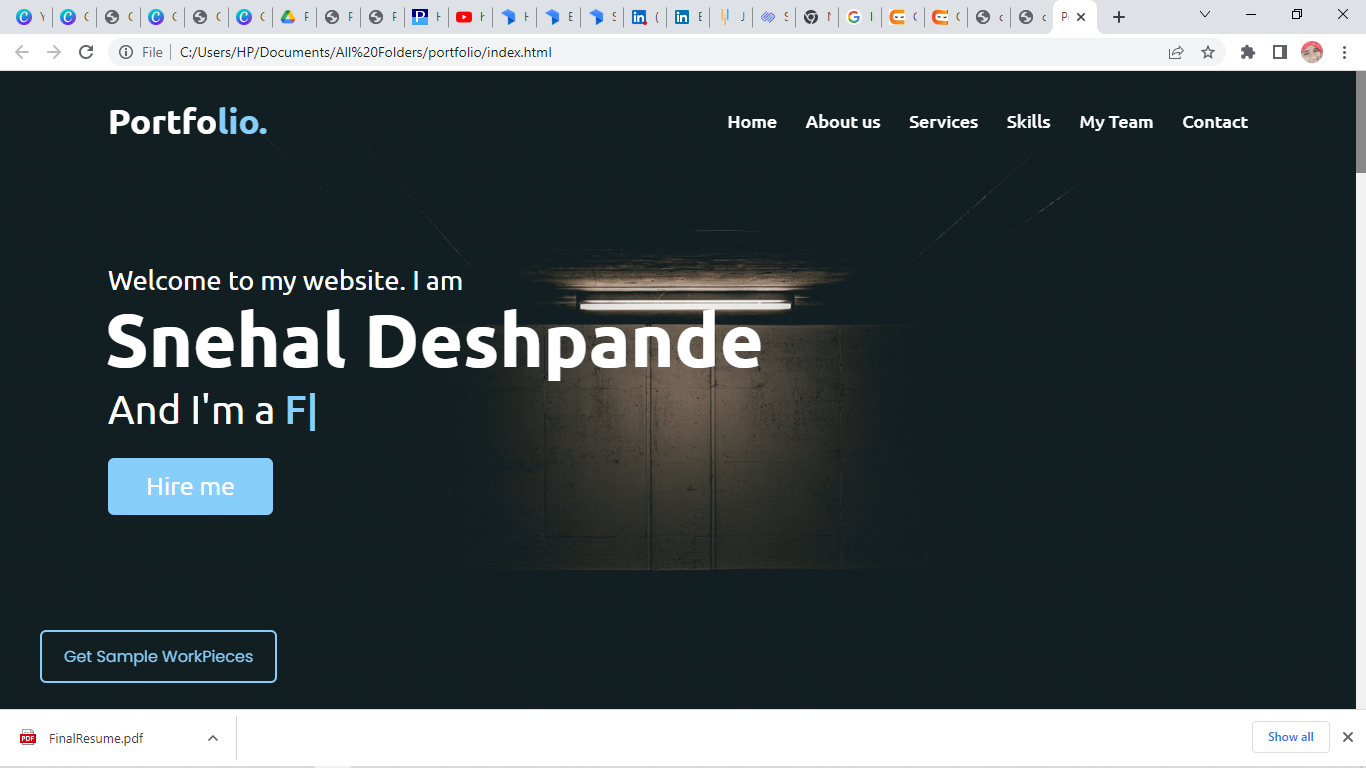 File C:/Users/HP/Documents/All%20Folders/portfolio/index.html
Portfolio. Home About us Services Skills My Team Contact
Welcome to my website. I am
Snehal Deshpande
And I'm a F|
Hire me
Get Sample WorkPieces
FinalResume.pdf Show all